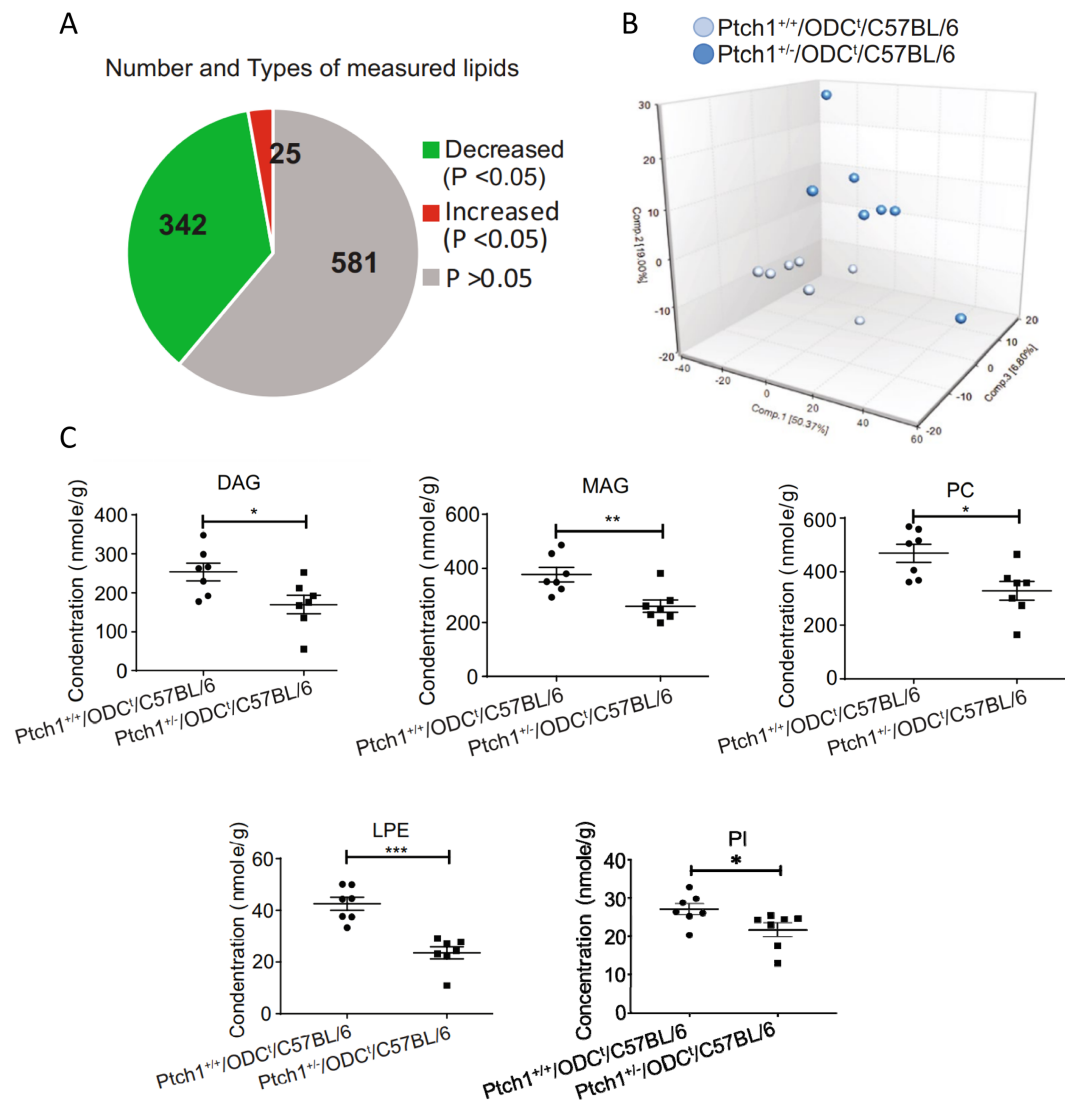 A
Number and Types of measured lipids
25
342
581
Decreased
(P <0.05)
Increased
(P <0.05)
P >0.05
B
Ptch1+/+/ODCt/C57BL/6
Ptch1+/-/ODCt/C57BL/6
30
20
10
0
-10
-20
Comp.2 [19.00%]
-40
-20
0
20
40
60
Comp.1 [50.37%]
-20
-10
0
10
20
Comp.3 [6.80%]
C
DAG
*
Condentration (nmole/g)
400
300
200
100
0
Ptch1+/+/ODCt/C57BL/6
Ptch1+/-/ODCt/C57BL/6
MAG
**
Condentration (nmole/g)
600
400
200
0
Ptch1+/+/ODCt/C57BL/6
Ptch1+/-/ODCt/C57BL/6
PC
*
Condentration (nmole/g)
600
400
200
0
Ptch1+/+/ODCt/C57BL/6
Ptch1+/-/ODCt/C57BL/6
LPE
***
Condentration (nmole/g)
60
40
20
0
Ptch1+/+/ODCt/C57BL/6
Ptch1+/-/ODCt/C57BL/6
PI
*
Concentration (nmole/g)
40
30
20
10
0
Ptch1+/+/ODCt/C57BL/6
Ptch1+/-/ODCt/C57BL/6